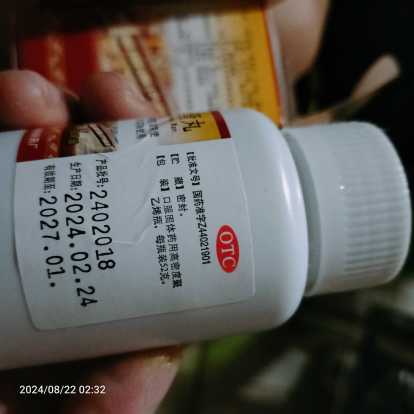 【批准文号】国药准字Z44021901
【贮 藏】密封。
【包 装】口服固体药用高密度聚
乙烯瓶，每瓶装52克。
OTC
产品批号：2402018
生产日期：2024.02.24
有效期至：2027.01.
丸
2024/08/22 02:32